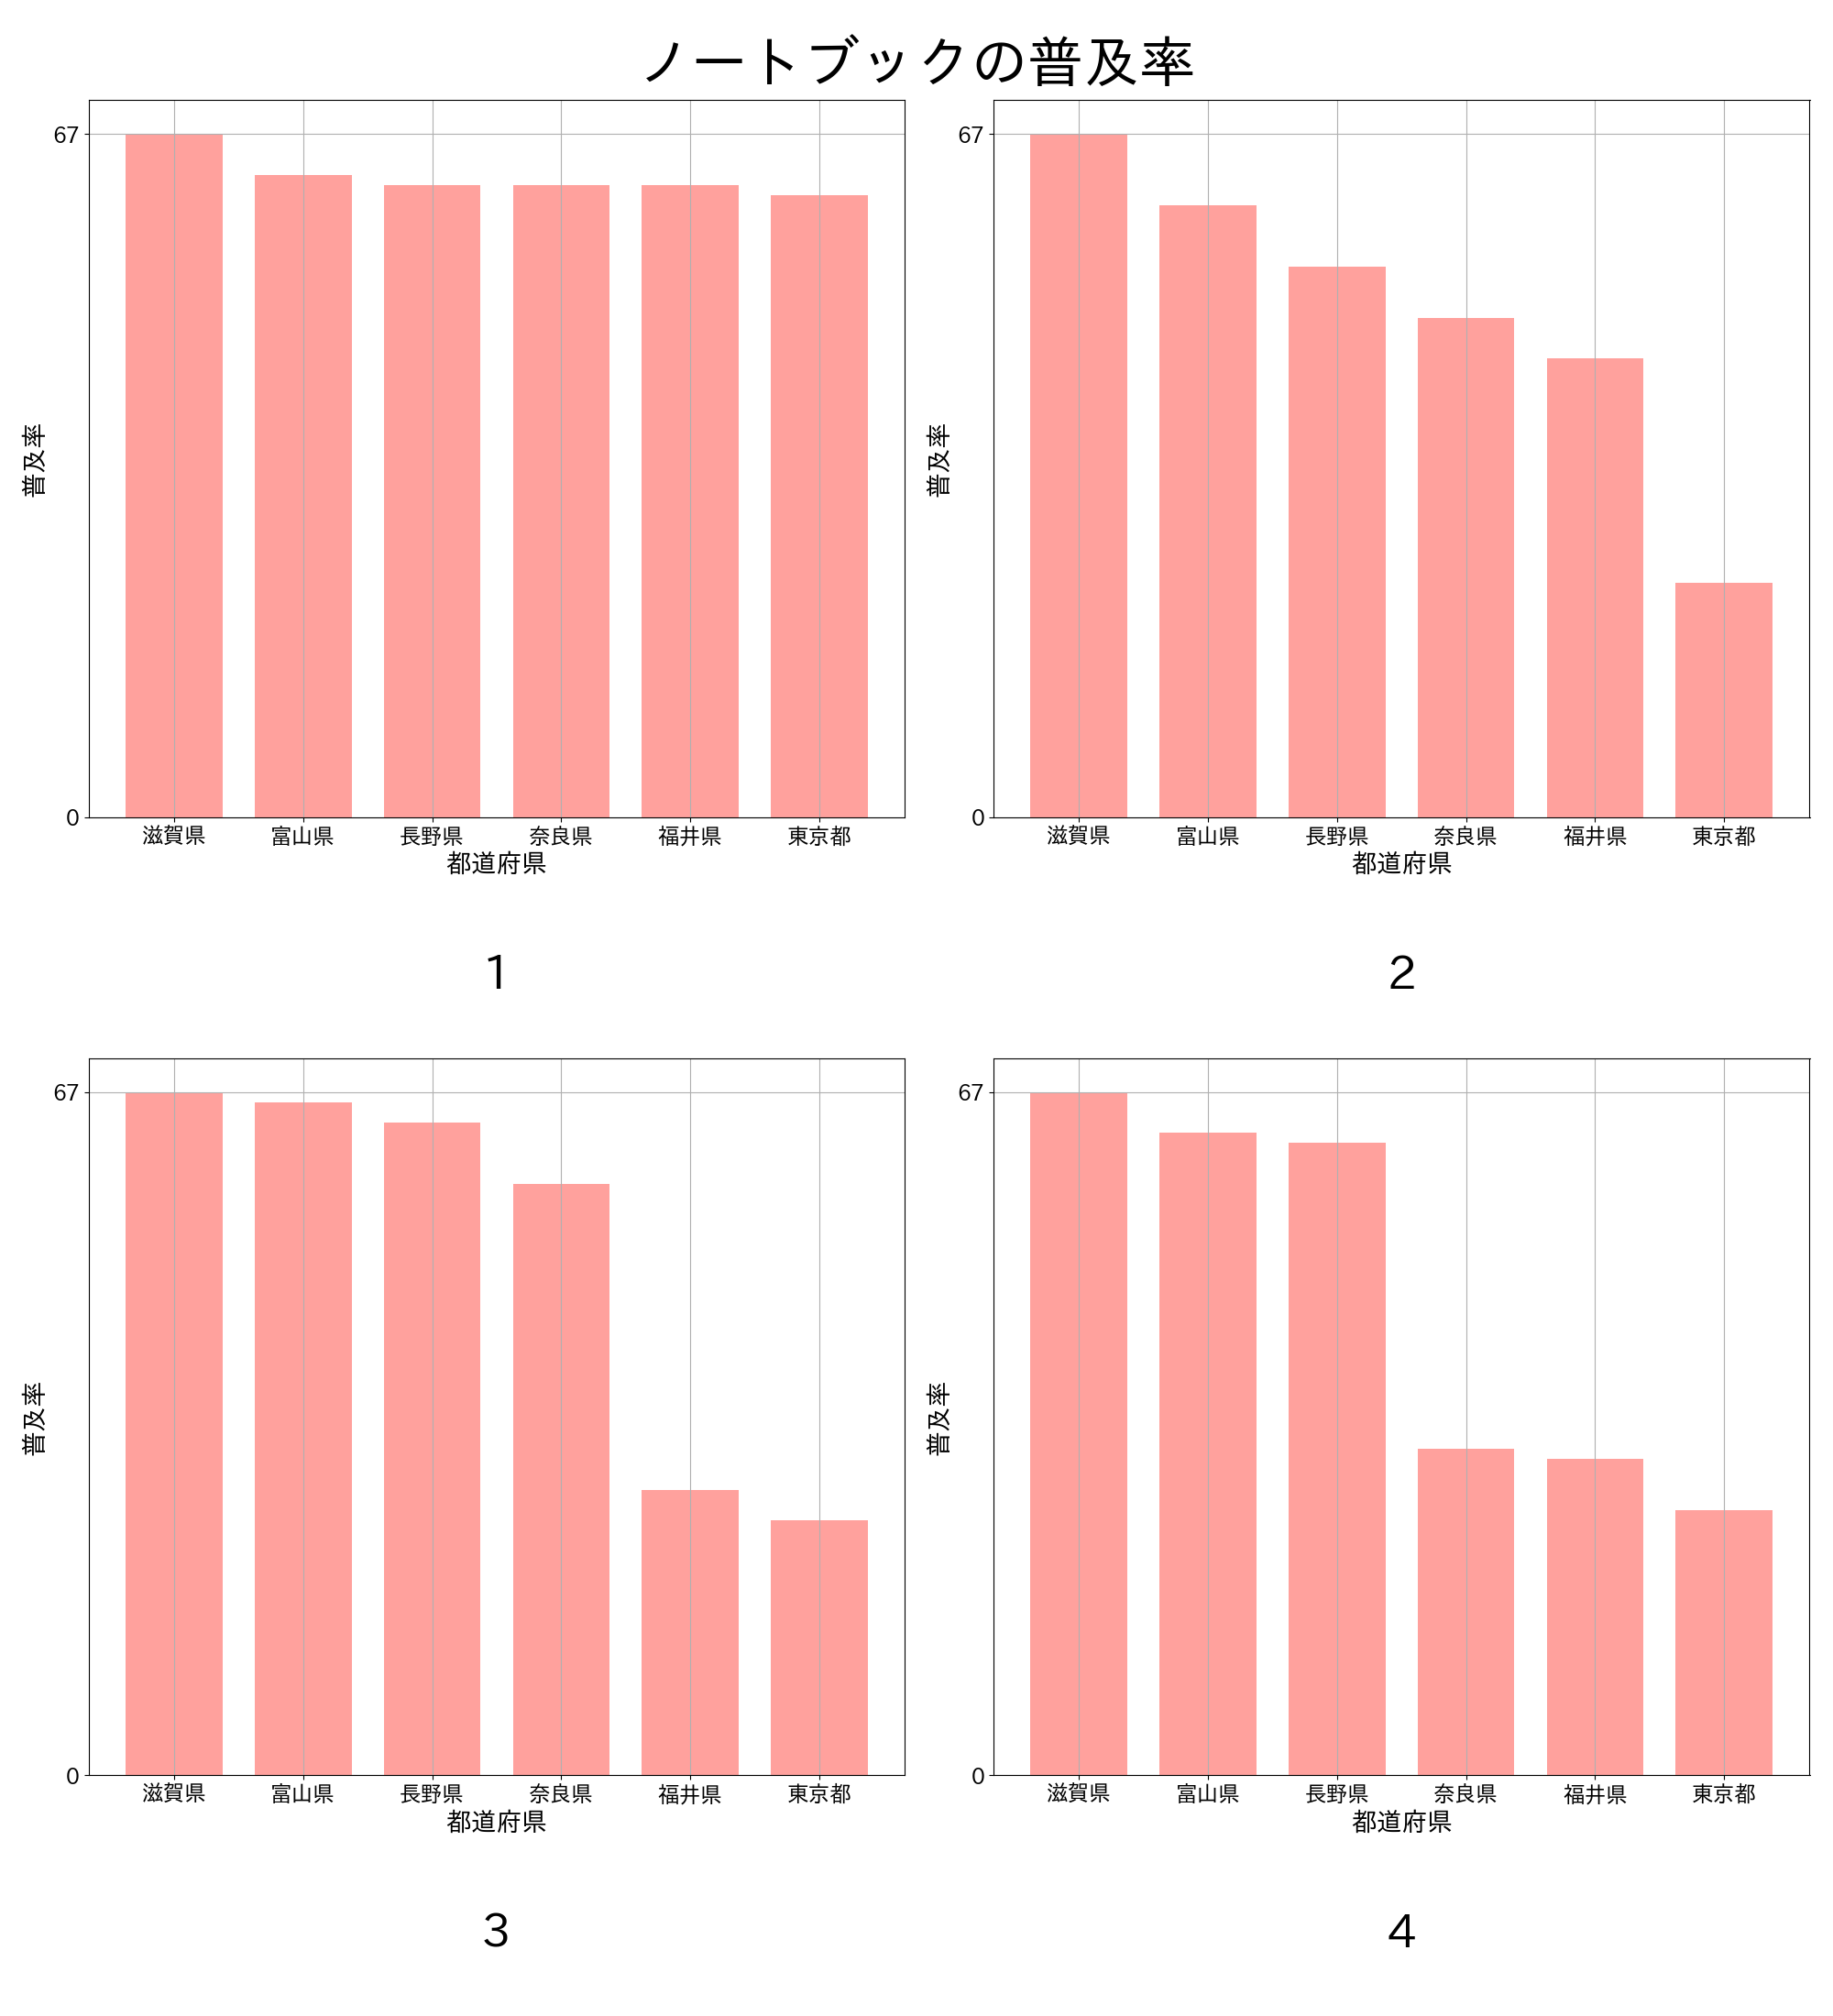 ノートブックの普及率
67
0
普及率
滋賀県 富山県 長野県 奈良県 福井県 東京都
都道府県
1
67
0
普及率
滋賀県 富山県 長野県 奈良県 福井県 東京都
都道府県
2
67
0
普及率
滋賀県 富山県 長野県 奈良県 福井県 東京都
都道府県
3
67
0
普及率
滋賀県 富山県 長野県 奈良県 福井県 東京都
都道府県
4